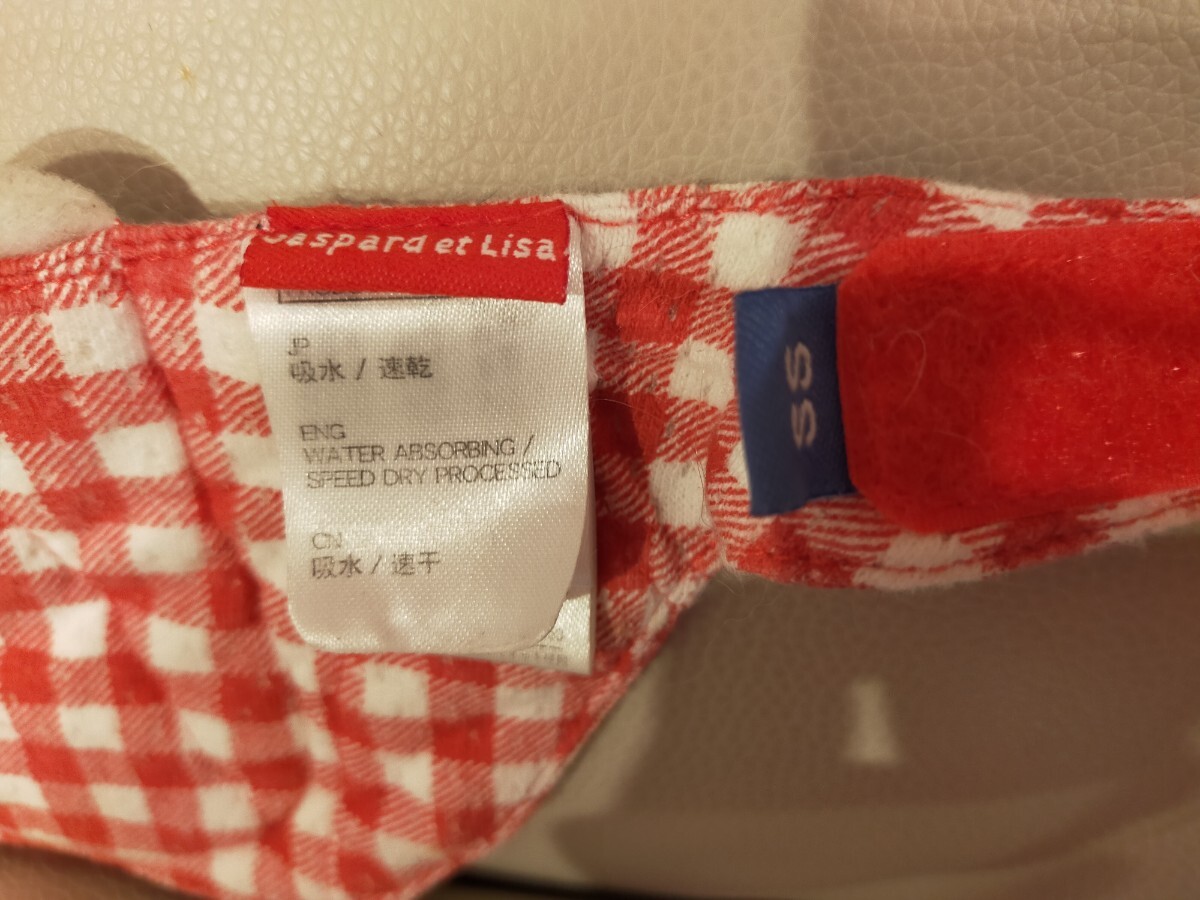 Gaspard et Lisa
JP
吸水 / 速乾
ENG
WATER ABSORBING /
SPEED DRY PROCESSED
CN
吸水 / 速干
SS